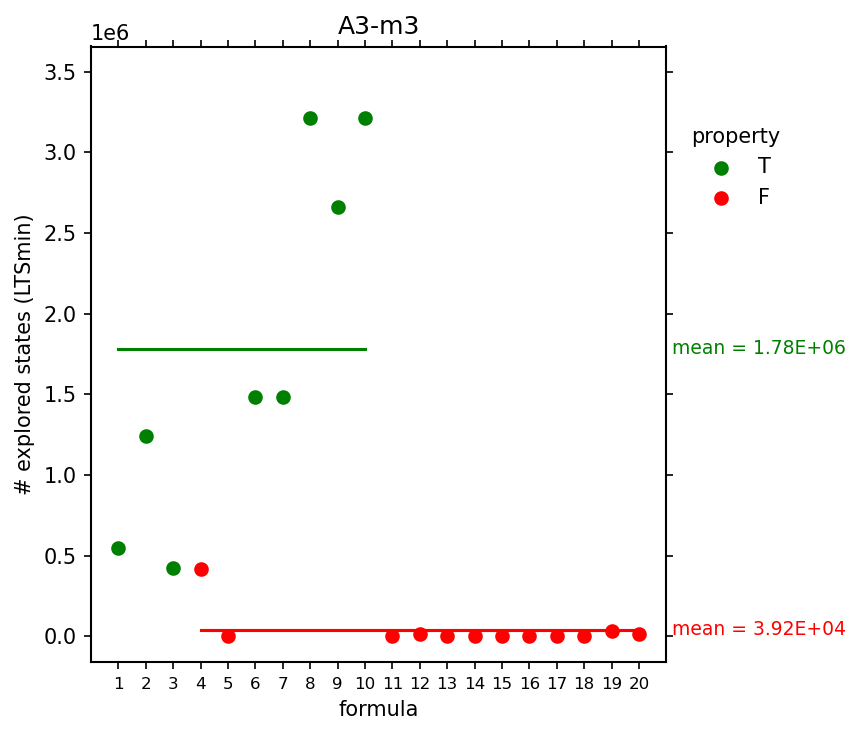 A3-m3
1e6
3.5
3.0
2.5
2.0
1.5
1.0
0.5
0.0
# explored states (LTSmin)
1 2 3 4 5 6 7 8 9 10 11 12 13 14 15 16 17 18 19 20
formula
property
T
F
mean = 1.78E+06
mean = 3.92E+04